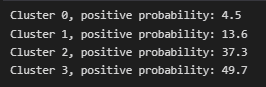 Cluster 0, positive probability: 4.5
Cluster 1, positive probability: 13.6
Cluster 2, positive probability: 37.3
Cluster 3, positive probability: 49.7